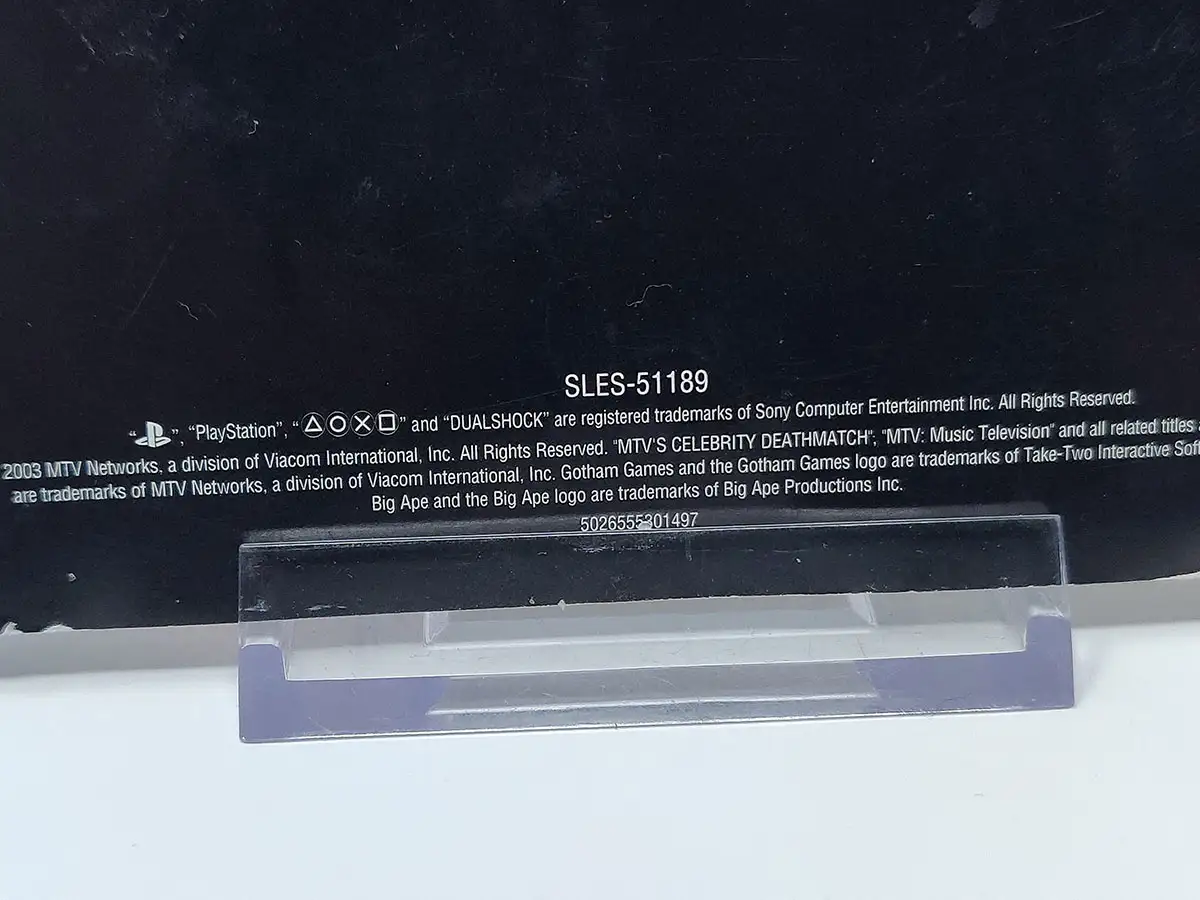 SLES-51189
"", "PlayStation", "△○✕□" and "DUALSHOCK" are registered trademarks of Sony Computer Entertainment Inc. All Rights Reserved.
2003 MTV Networks, a division of Viacom International, Inc. All Rights Reserved. "MTV'S CELEBRITY DEATHMATCH", "MTV: Music Television" and all related titles
are trademarks of MTV Networks, a division of Viacom International, Inc. Gotham Games and the Gotham Games logo are trademarks of Take-Two Interactive
Big Ape and the Big Ape logo are trademarks of Big Ape Productions Inc.
5026555301497